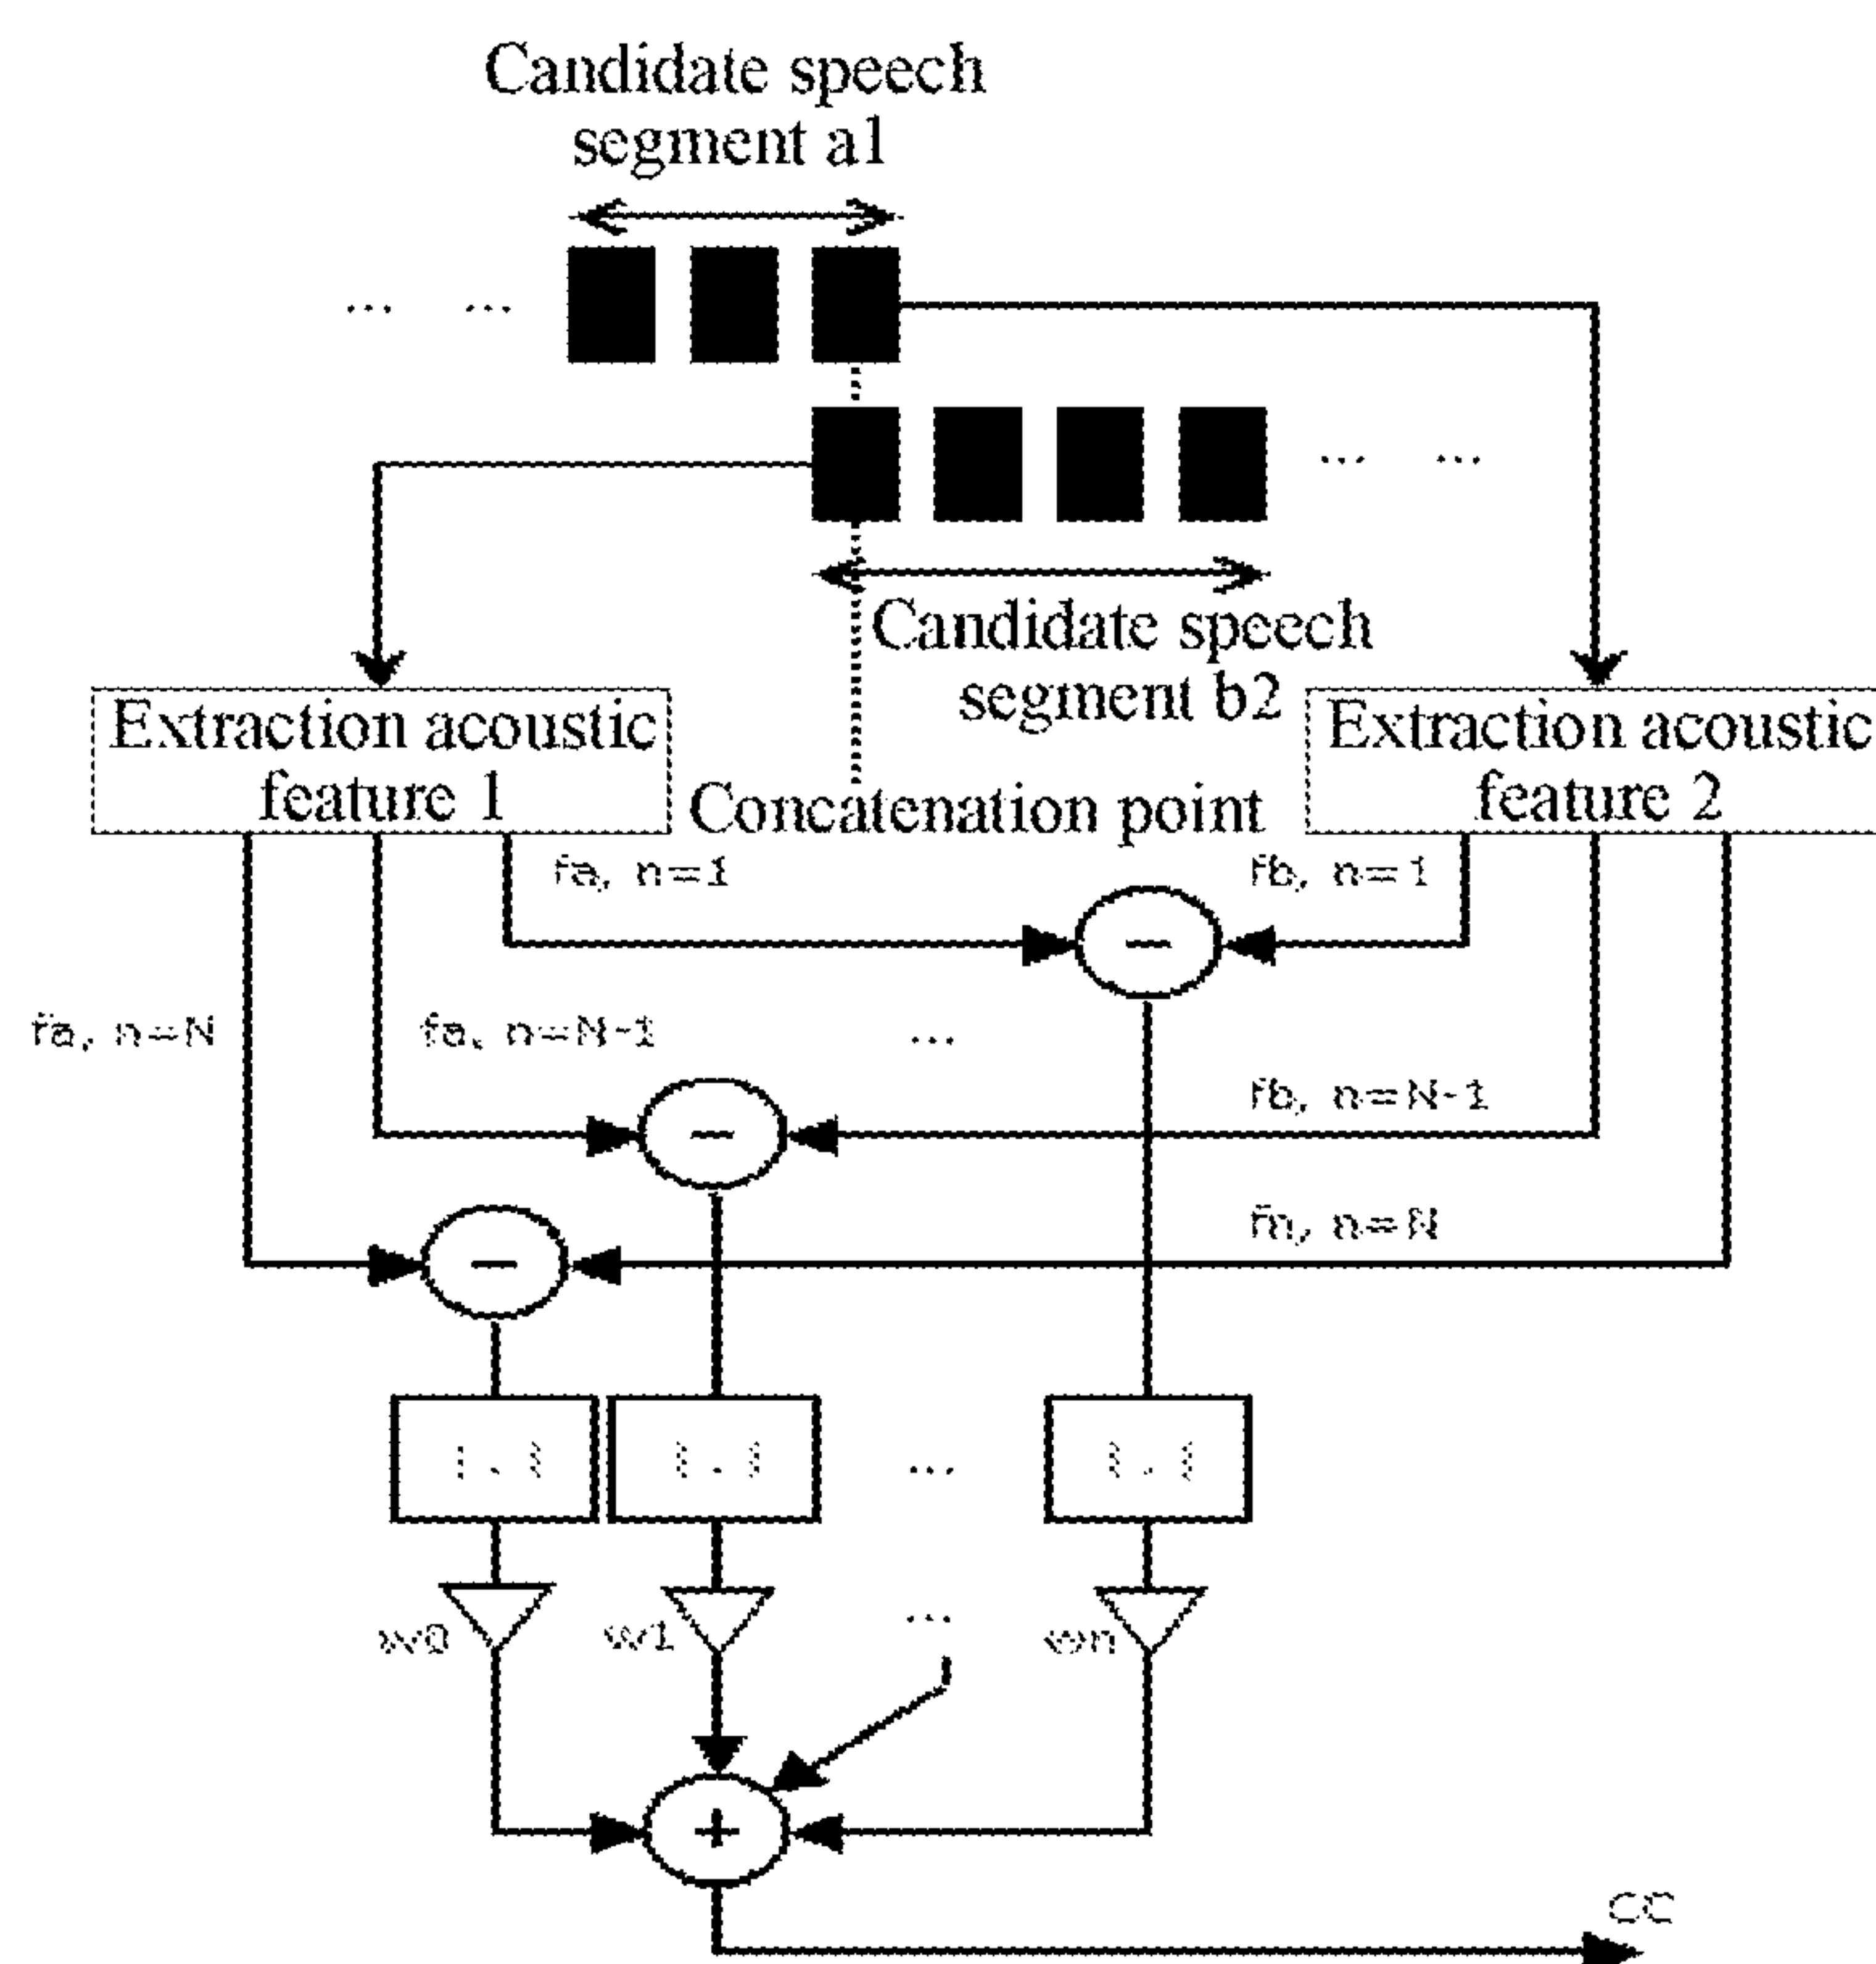 Candidate speech
segment a1
... ...
... ...
Candidate speech
segment b2
Extraction acoustic
feature 1
Extraction acoustic
feature 2
Concatenation point
fa, n=1
fb, n=1
fa, n=N
fa, n=N-1
...
fb, n=N-1
fn, n=N
|.| |.| ... |.|
w0
w1
...
wn
CC